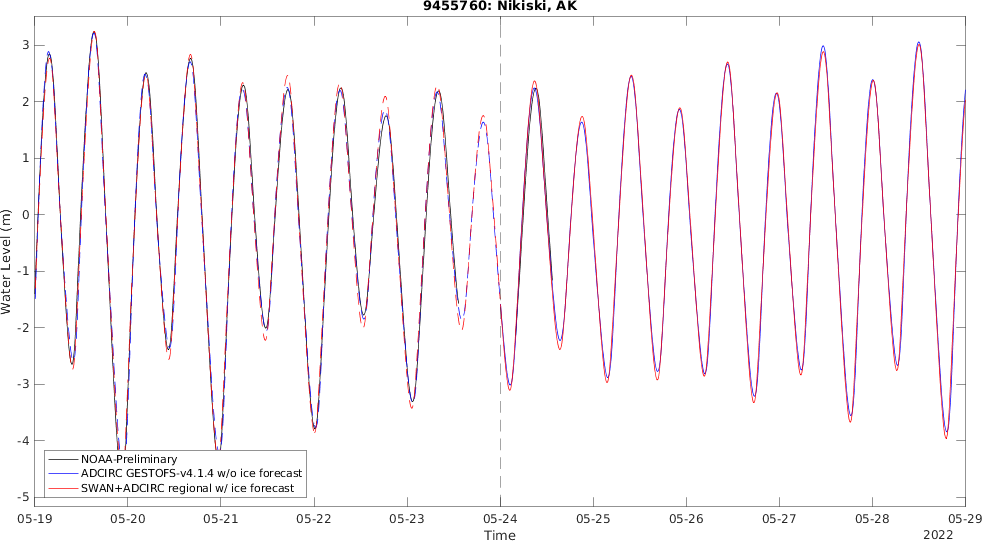 9455760: Nikiski, AK
Water Level (m)
3
2
1
0
-1
-2
-3
-4
-5
NOAA-Preliminary
ADCIRC GESTOFS-v4.1.4 w/o ice forecast
SWAN+ADCIRC regional w/ ice forecast
05-19 05-20 05-21 05-22 05-23 05-24 05-25 05-26 05-27 05-28 05-29
Time
2022